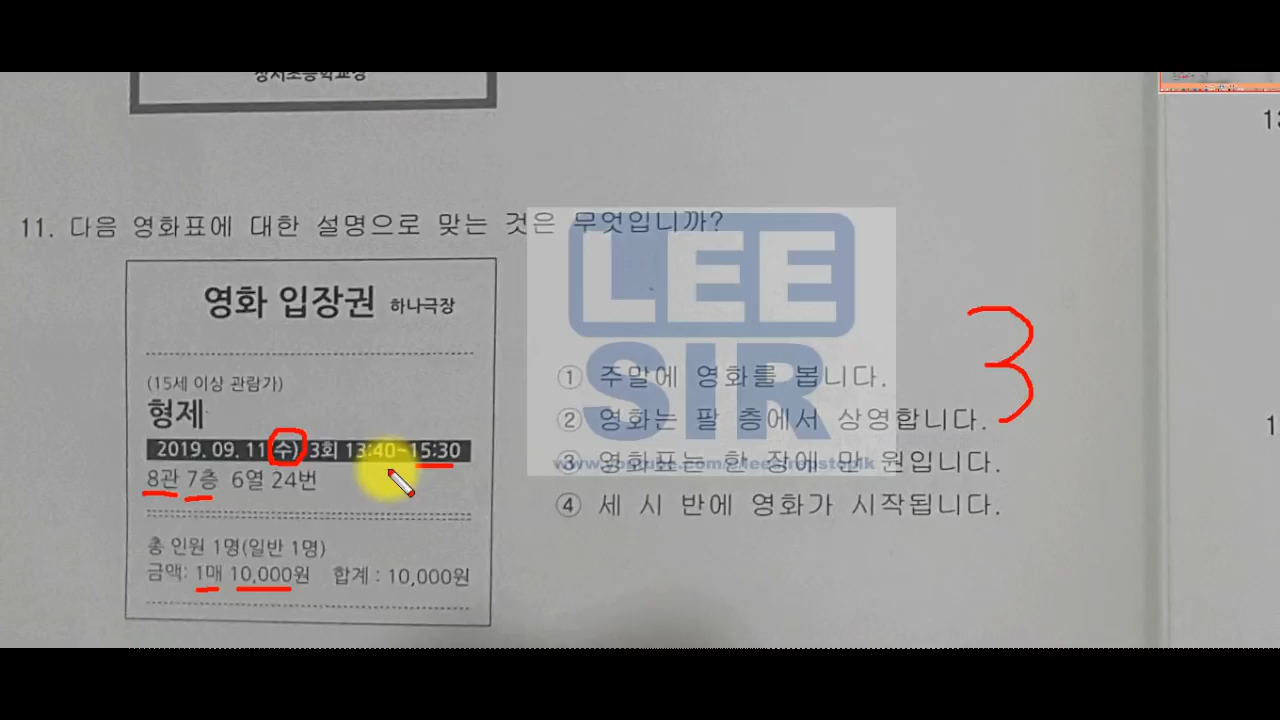 11. 다음 영화표에 대한 설명으로 맞는 것은 무엇입니까?
영화 입장권 하나극장
(15세 이상 관람가)
형제
2019. 09. 11(수) 3회 13:40~15:30
8관 7층 6열 24번
총 인원 1명(일반 1명)
금액: 1매 10,000원 합계 : 10,000원
LEE
SIR
① 주말에 영화를 봅니다.
② 영화는 팔 층에서 상영합니다.
③ 영화표는 한 장에 만 원입니다.
④ 세 시 반에 영화가 시작됩니다.
3